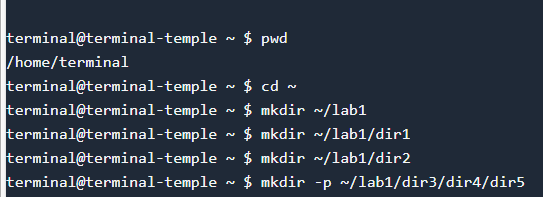 terminal@terminal-temple ~ $ pwd
/home/terminal
terminal@terminal-temple ~ $ cd ~
terminal@terminal-temple ~ $ mkdir ~/lab1
terminal@terminal-temple ~ $ mkdir ~/lab1/dir1
terminal@terminal-temple ~ $ mkdir ~/lab1/dir2
terminal@terminal-temple ~ $ mkdir -p ~/lab1/dir3/dir4/dir5